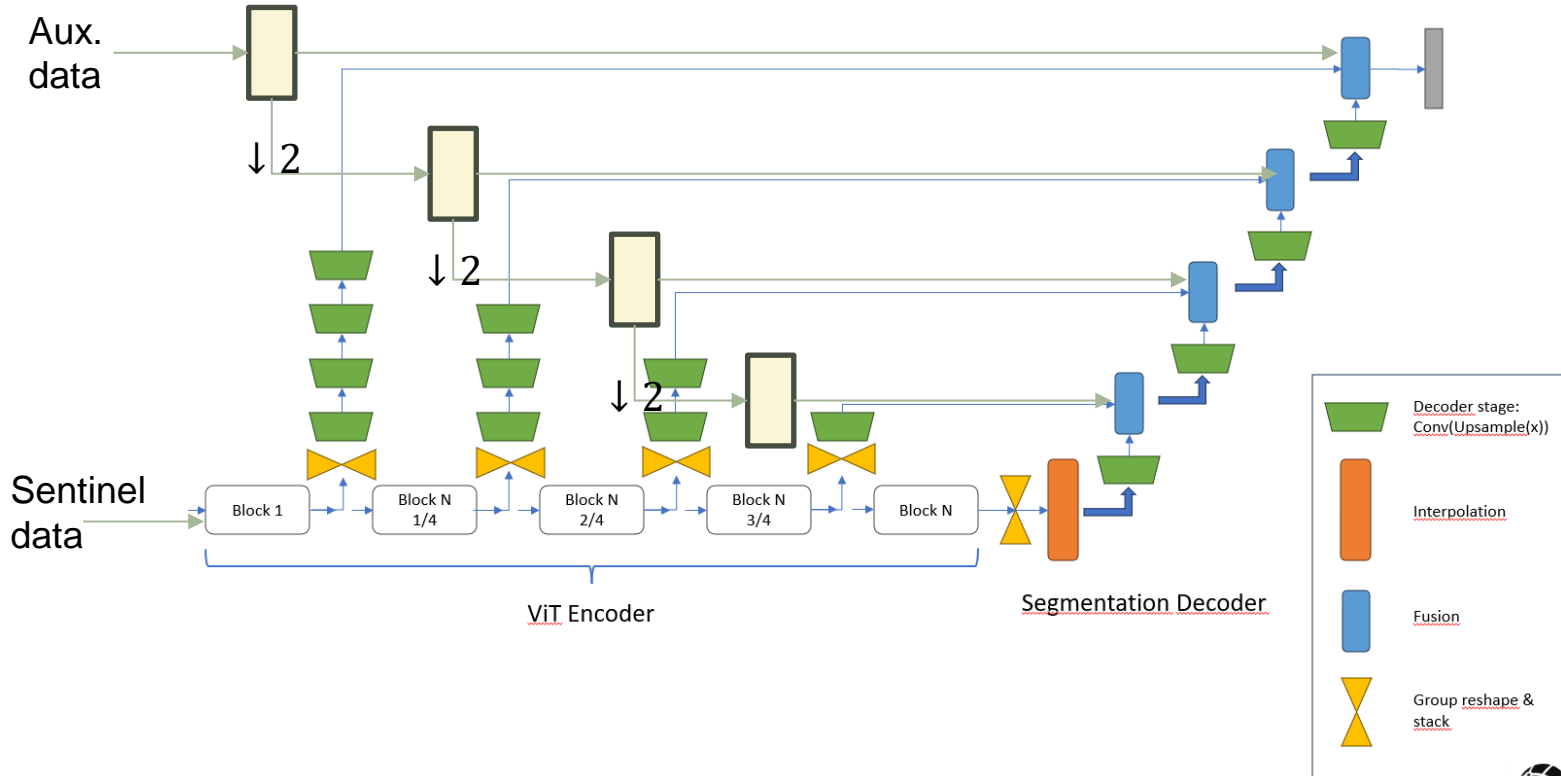 Aux.
data
↓ 2
↓ 2
↓ 2
Sentinel
data
Block 1
Block N
1/4
Block N
2/4
Block N
3/4
Block N
ViT Encoder
Segmentation Decoder
Decoder stage:
Conv(Upsample(x))
Interpolation
Fusion
Group reshape &
stack